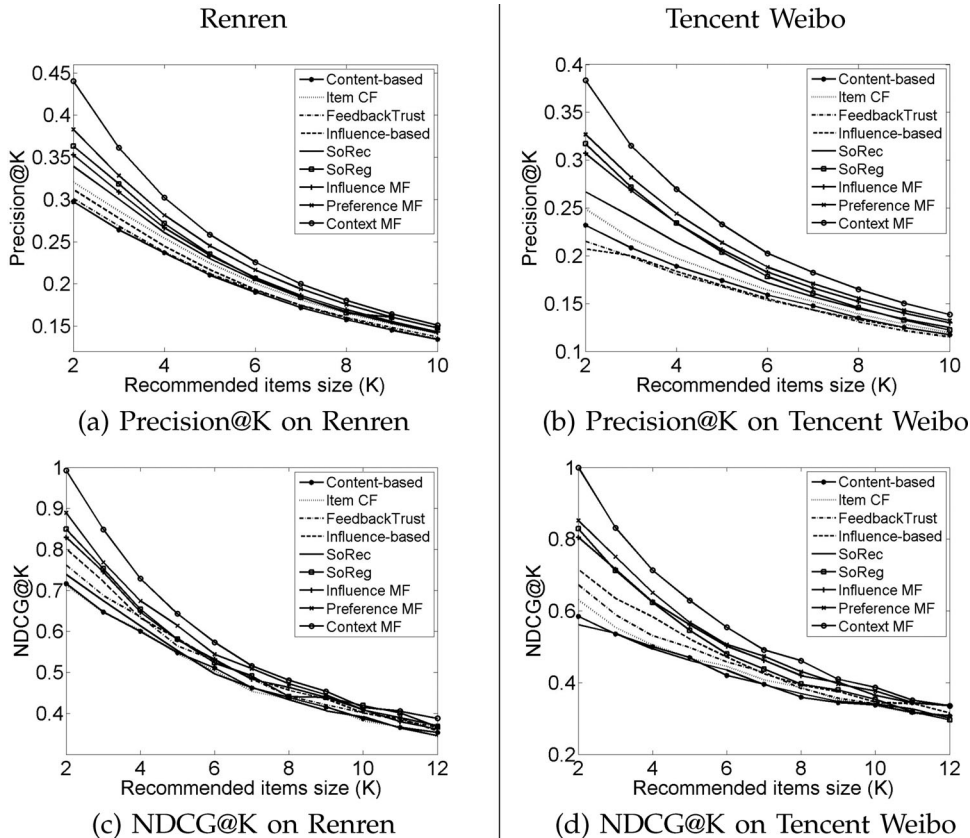 Renren
Tencent Weibo
0.45
0.4
0.35
0.3
0.25
0.2
0.15
Precision@K
2
4
6
8
10
Recommended items size (K)
Content-based
Item CF
FeedbackTrust
Influence-based
SoRec
SoReg
Influence MF
Preference MF
Context MF
(a) Precision@K on Renren
0.4
0.35
0.3
0.25
0.2
0.15
0.1
Precision@K
2
3
4
5
6
7
8
9
10
Recommended items size (K)
Content-based
Item CF
FeedbackTrust
Influence-based
SoRec
SoReg
Influence MF
Preference MF
Context MF
(b) Precision@K on Tencent Weibo
1
0.9
0.8
0.7
0.6
0.5
0.4
NDCG@K
2
4
6
8
10
12
Recommended items size (K)
Content-based
Item CF
FeedbackTrust
Influence-based
SoRec
SoReg
Influence MF
Preference MF
Context MF
(c) NDCG@K on Renren
1
0.8
0.6
0.4
0.2
NDCG@K
2
3
4
5
6
7
8
9
10
11
12
Recommended items size (K)
Content-based
Item CF
FeedbackTrust
Influence-based
SoRec
SoReg
Influence MF
Preference MF
Context MF
(d) NDCG@K on Tencent Weibo